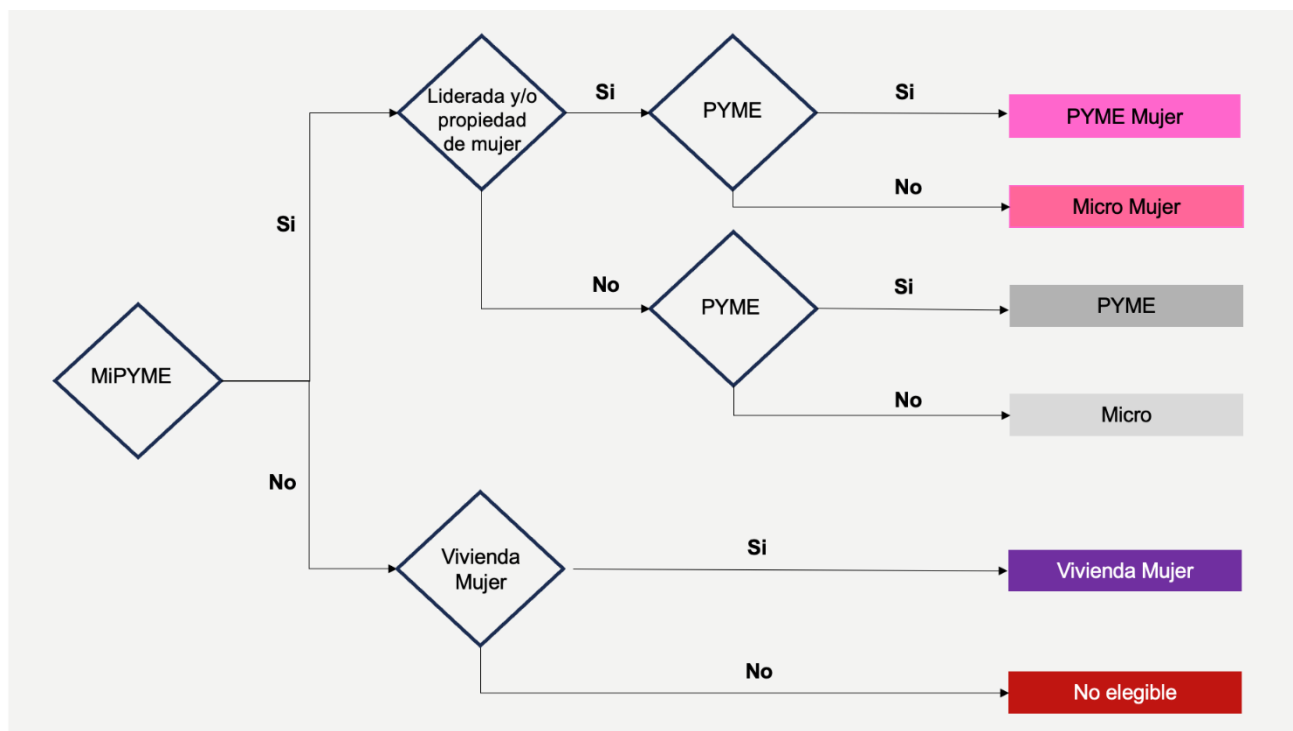 Liderada y/o
propiedad
de mujer
Si
PYME
Si
PYME Mujer
No
Micro Mujer
Si
No
PYME
Si
PYME
MiPYME
No
Micro
No
Vivienda
Mujer
Si
Vivienda Mujer
No
No elegible